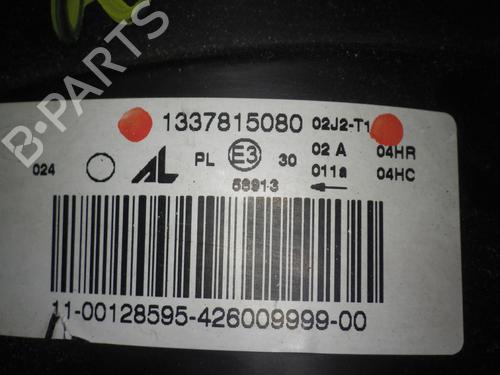 B-PARTS
1337815080 02J2-T1
024 AL PL E3 30 02 A 04HR
011a 04HC
58913
11-00128595-426009999-00